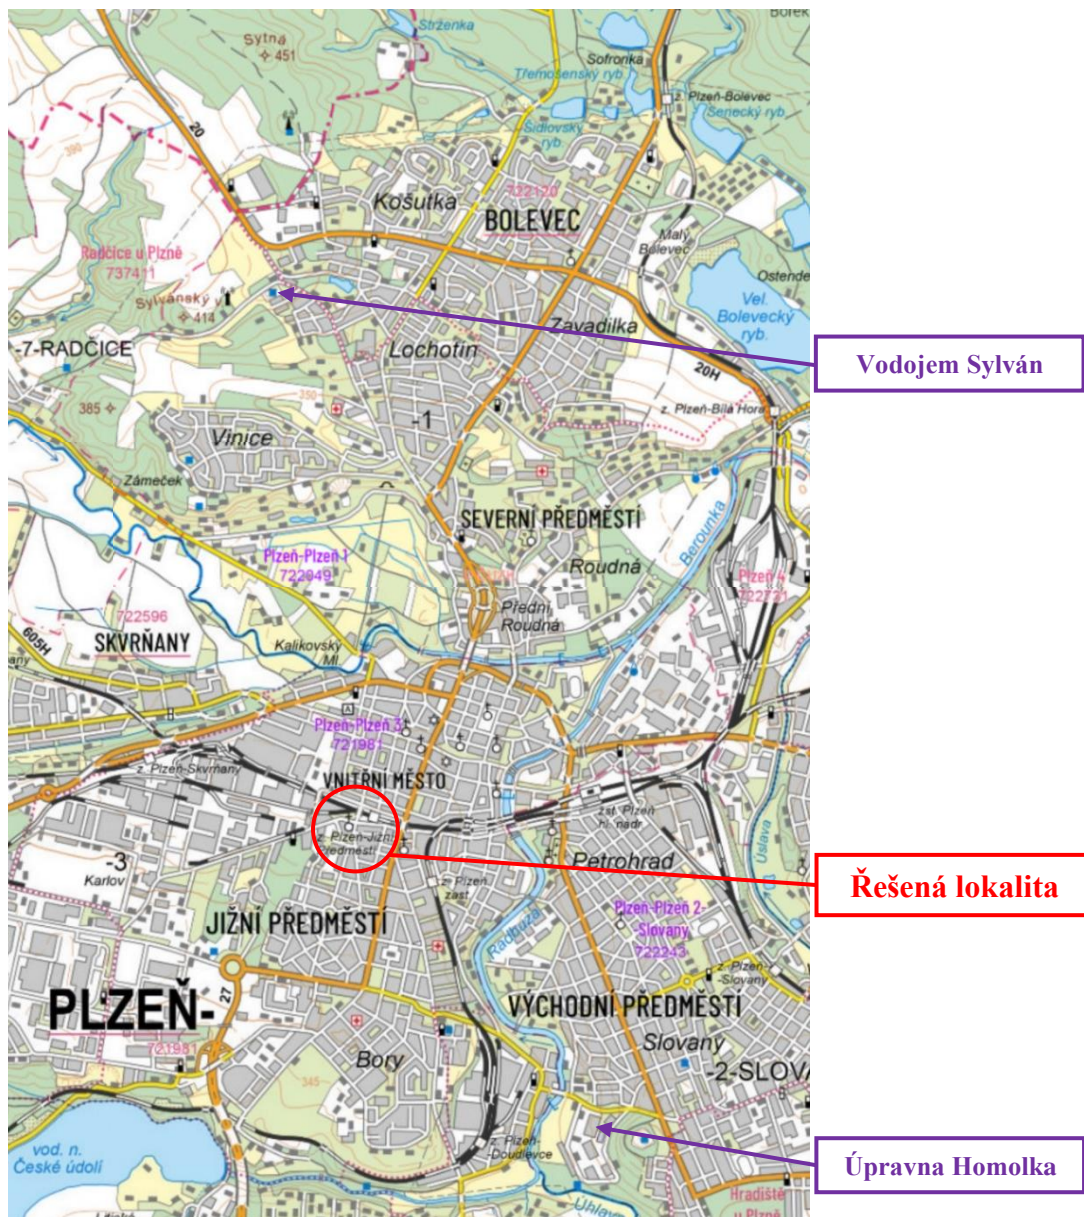 Strženka
Sytná
451
Sofronka
Třemošenský ryb.
z. Plzeň-Bolevec
Senecký ryb.
20
390
Šídlovský
ryb.
722120
Košutka
BOLEVEC
Malý
Bolevec
Radčice u Plzně
737411
Ostende
Sylvánský v.
414
Vel.
Bolevecký
ryb.
Zavadilka
-7-RADČICE
Lochotín
Vodojem Sylván
20H
385
350
z. Plzeň-Bílá Hora
-1
Vinice
Zámeček
SEVERNÍ PŘEDMĚSTÍ
Berounka
Plzeň-Plzeň 1
722049
Roudná
Plzeň 4
722731
722596
Přední
Roudná
SKVRŇANY
605H
Kalikovský
Ml.
Plzeň-Plzeň 3
721981
z. Plzeň-Skvrňany
VNITŘNÍ MĚSTO
žst. Plzeň
hl. nádr.
z. Plzeň-Jižní
Předměstí
Úslava
-3
Karlov
Petrohrad
z. Plzeň
zast.
Řešená lokalita
Plzeň-Plzeň 2-
-Slovany
722243
JIŽNÍ PŘEDMĚSTÍ
Radbuza
z. Plzeň-
-Slovany
27
PLZEŇ-
VÝCHODNÍ PŘEDMĚSTÍ
721981
Bory
Slovany
-2-SLOVA
345
vod. n.
České údolí
z. Plzeň-
-Doudlevce
Úpravna Homolka
Úhlava
Hradiště
u Plzně